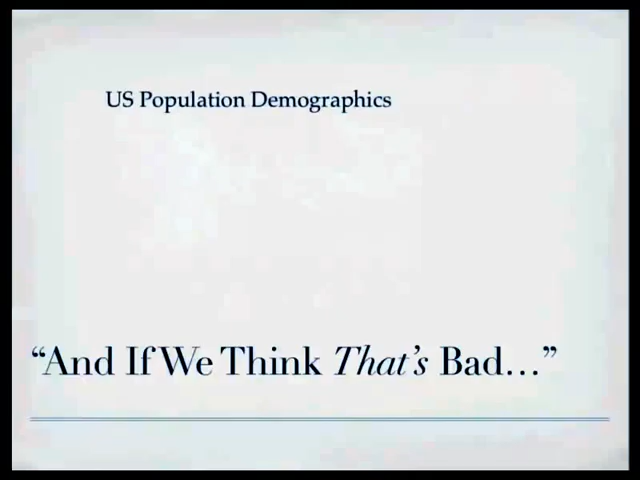 US Population Demographics
“And If We Think That’s Bad…”